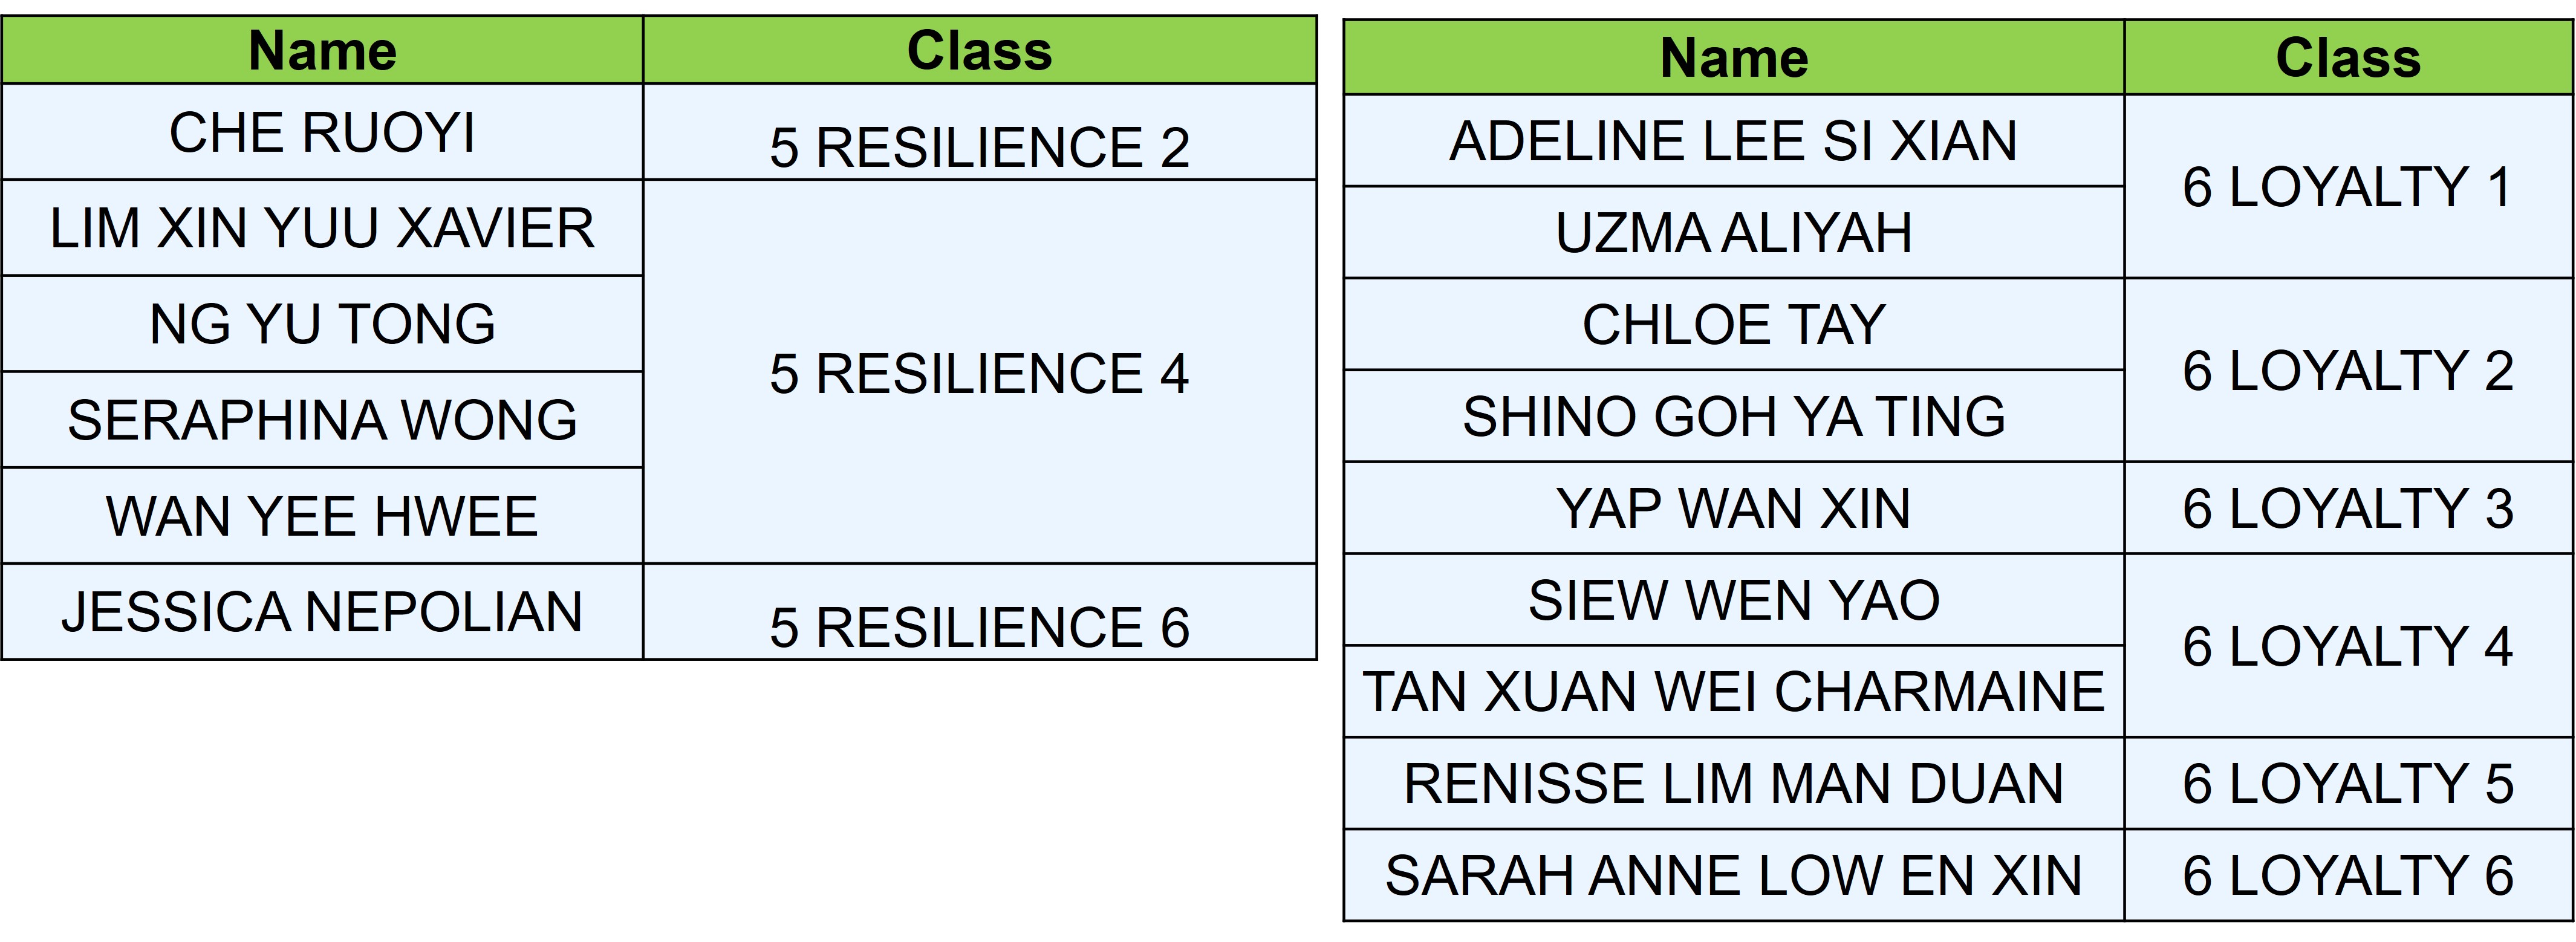 Name Class
CHE RUOYI 5 RESILIENCE 2
LIM XIN YUU XAVIER 5 RESILIENCE 4
NG YU TONG
SERAPHINA WONG
WAN YEE HWEE
JESSICA NEPOLIAN 5 RESILIENCE 6
Name Class
ADELINE LEE SI XIAN 6 LOYALTY 1
UZMA ALIYAH
CHLOE TAY 6 LOYALTY 2
SHINO GOH YA TING
YAP WAN XIN 6 LOYALTY 3
SIEW WEN YAO 6 LOYALTY 4
TAN XUAN WEI CHARMAINE
RENISSE LIM MAN DUAN 6 LOYALTY 5
SARAH ANNE LOW EN XIN 6 LOYALTY 6